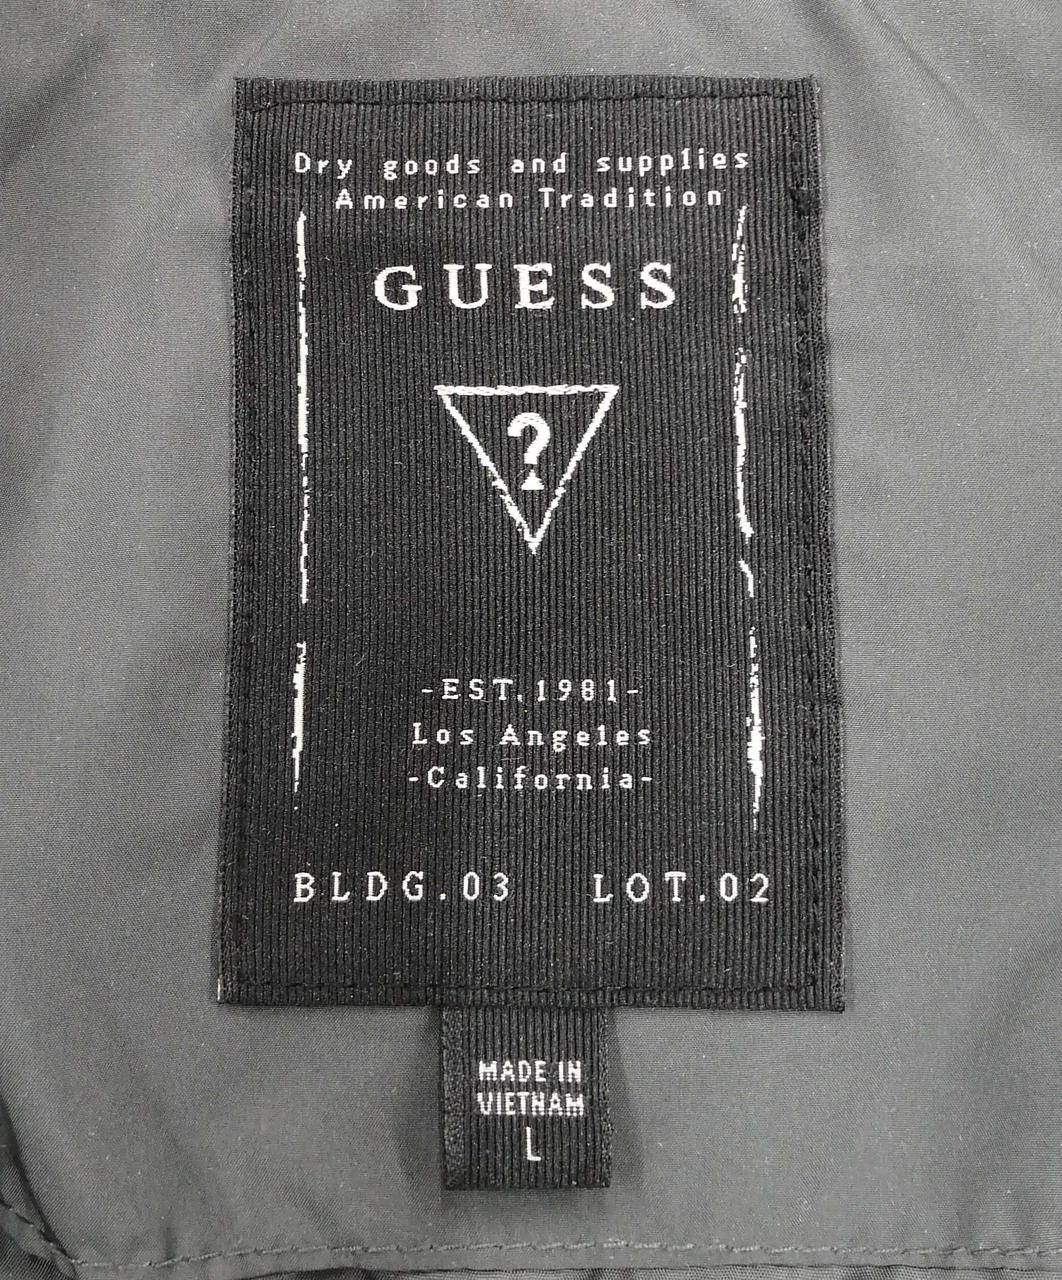 Dry goods and supplies
American Tradition
GUESS
?
-EST.1981-
Los Angeles
-California-
BLDG.03 LOT.02
MADE IN
VIETNAM
L